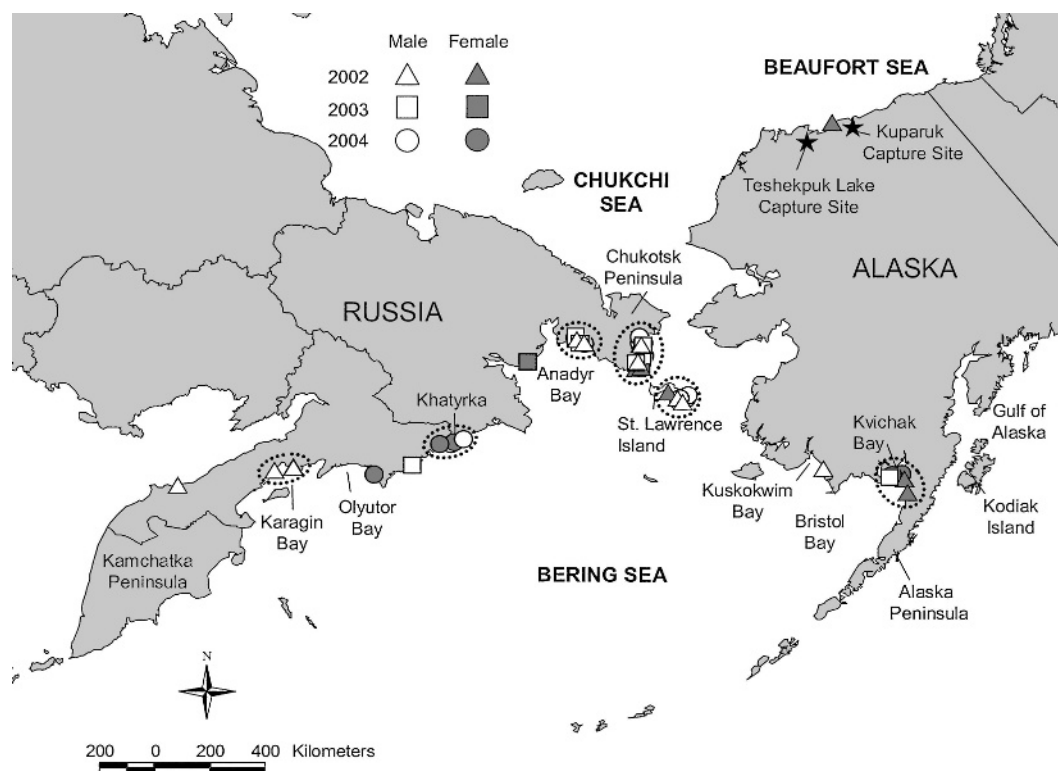 Male Female
2002
2003
2004
BEAUFORT SEA
Kuparuk
Capture Site
Teshekpuk Lake
Capture Site
CHUKCHI
SEA
Chukotsk
Peninsula
ALASKA
RUSSIA
Anadyr
Bay
Khatyrka
St. Lawrence
Island
Gulf of
Alaska
Kvichak
Bay
Kuskokwim
Bay
Kodiak
Island
Olyutor
Bay
Karagin
Bay
Bristol
Bay
Kamchatka
Peninsula
BERING SEA
Alaska
Peninsula
N
200 0 200 400 Kilometers